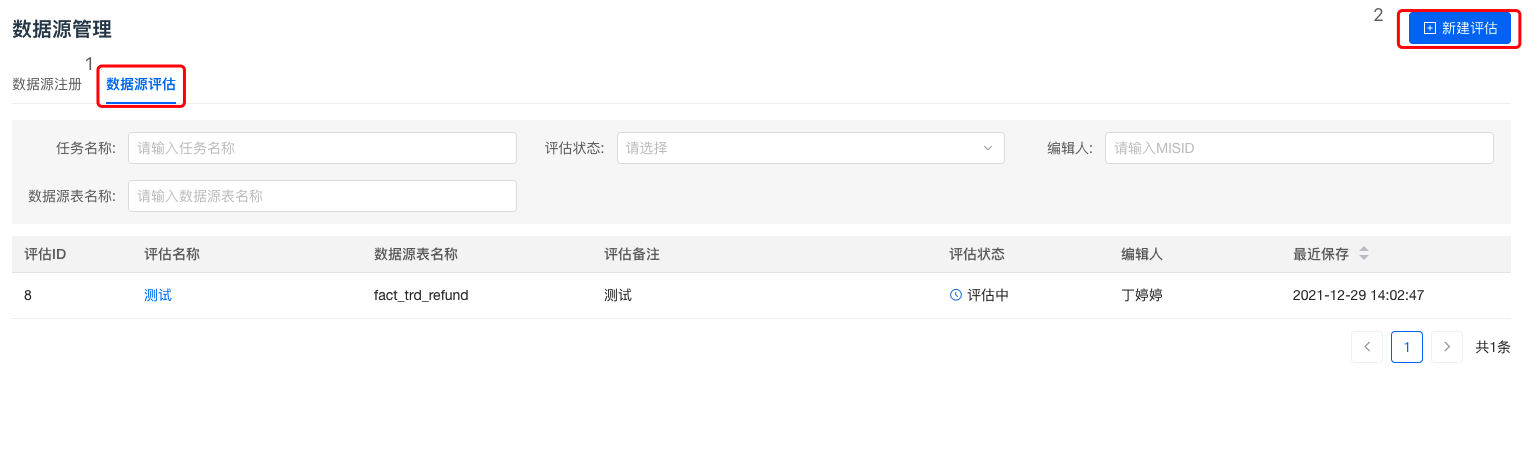 数据源管理
2
新建评估
1
数据源注册 数据源评估
任务名称: 请输入任务名称 评估状态: 请选择 编辑人: 请输入MISID
数据源表名称: 请输入数据源表名称
评估ID 评估名称 数据源表名称 评估备注 评估状态 编辑人 最近保存
8 测试 fact_trd_refund 测试 评估中 丁婷婷 2021-12-29 14:02:47
1 共1条